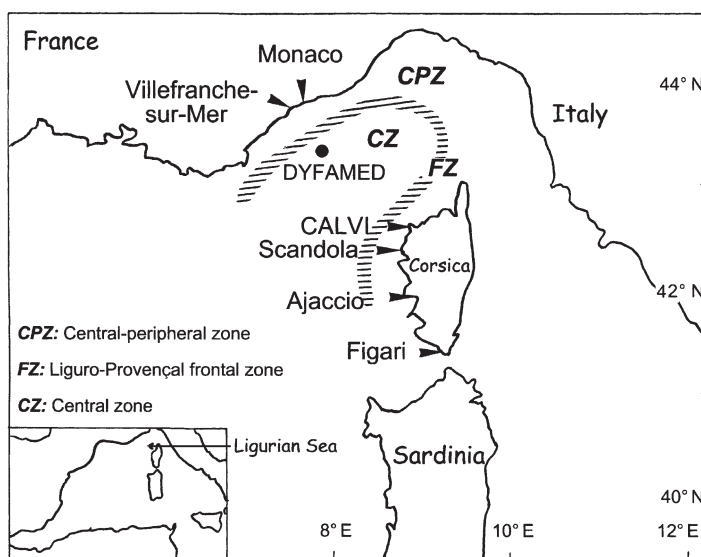 France
Monaco
CPZ
44° N
Villefranche-
sur-Mer
Italy
CZ
DYFAMED
FZ
CALVI
Scandola
Corsica
Ajaccio
42° N
CPZ: Central-peripheral zone
Figari
FZ: Liguro-Provençal frontal zone
CZ: Central zone
Ligurian Sea
Sardinia
40° N
8° E
10° E
12° E